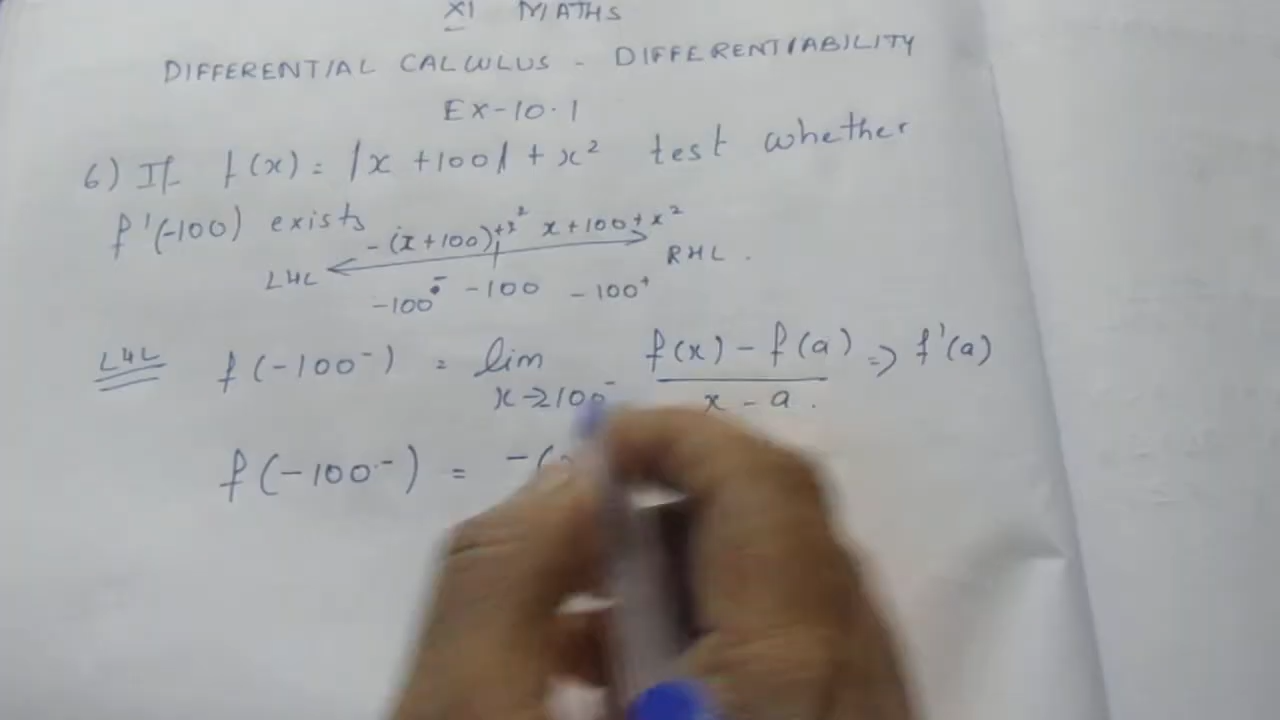 XI MATHS
DIFFERENTIAL CALCULUS - DIFFERENTIABILITY
EX-10.1
6) If f(x) = |x +100| + x² test whether
f'(-100) exists
-(x+100)+x² x+100+x²
LHL RHL.
-100⁻ -100 -100⁺
LHL f(-100⁻) = lim x→100⁻ f(x) - f(a) / x - a. => f'(a)
f(-100⁻) = -(